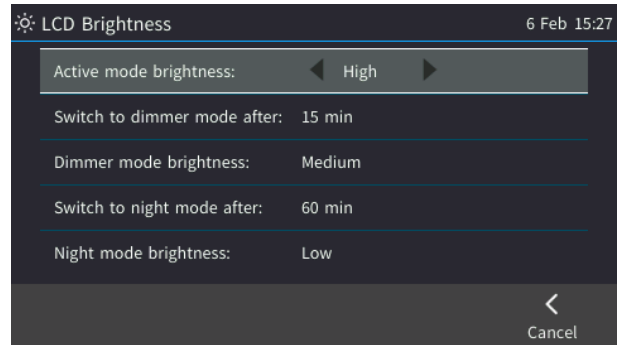 LCD Brightness 6 Feb 15:27
Active mode brightness: High
Switch to dimmer mode after: 15 min
Dimmer mode brightness: Medium
Switch to night mode after: 60 min
Night mode brightness: Low
Cancel